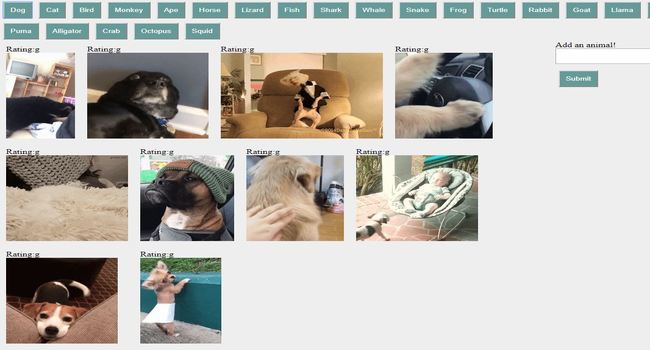 Dog Cat Bird Monkey Ape Horse Lizard Fish Shark Whale Snake Frog Turtle Rabbit Goat Llama
Puma Alligator Crab Octopus Squid
Add an animal!
Submit
Rating:g Rating:g Rating:g Rating:g
Rating:g Rating:g Rating:g Rating:g
Rating:g Rating:g